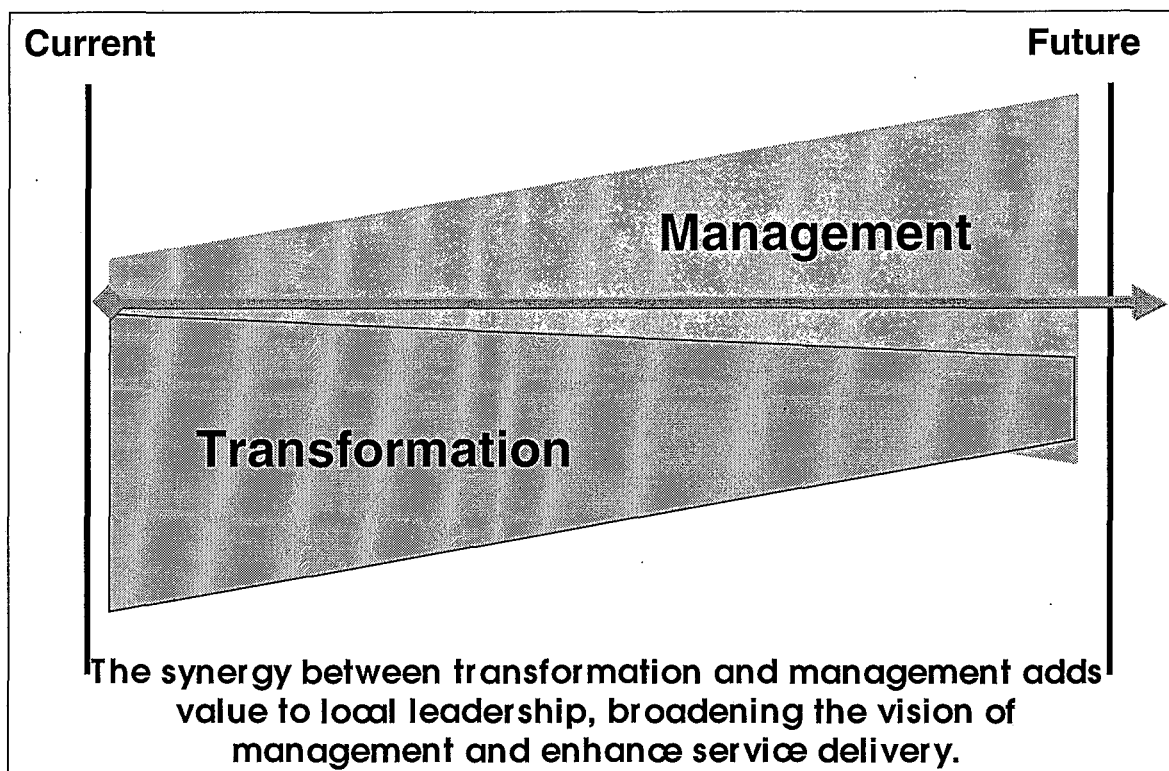 Current
Future
Management
Transformation
The synergy between transformation and management adds
value to local leadership, broadening the vision of
management and enhance service delivery.